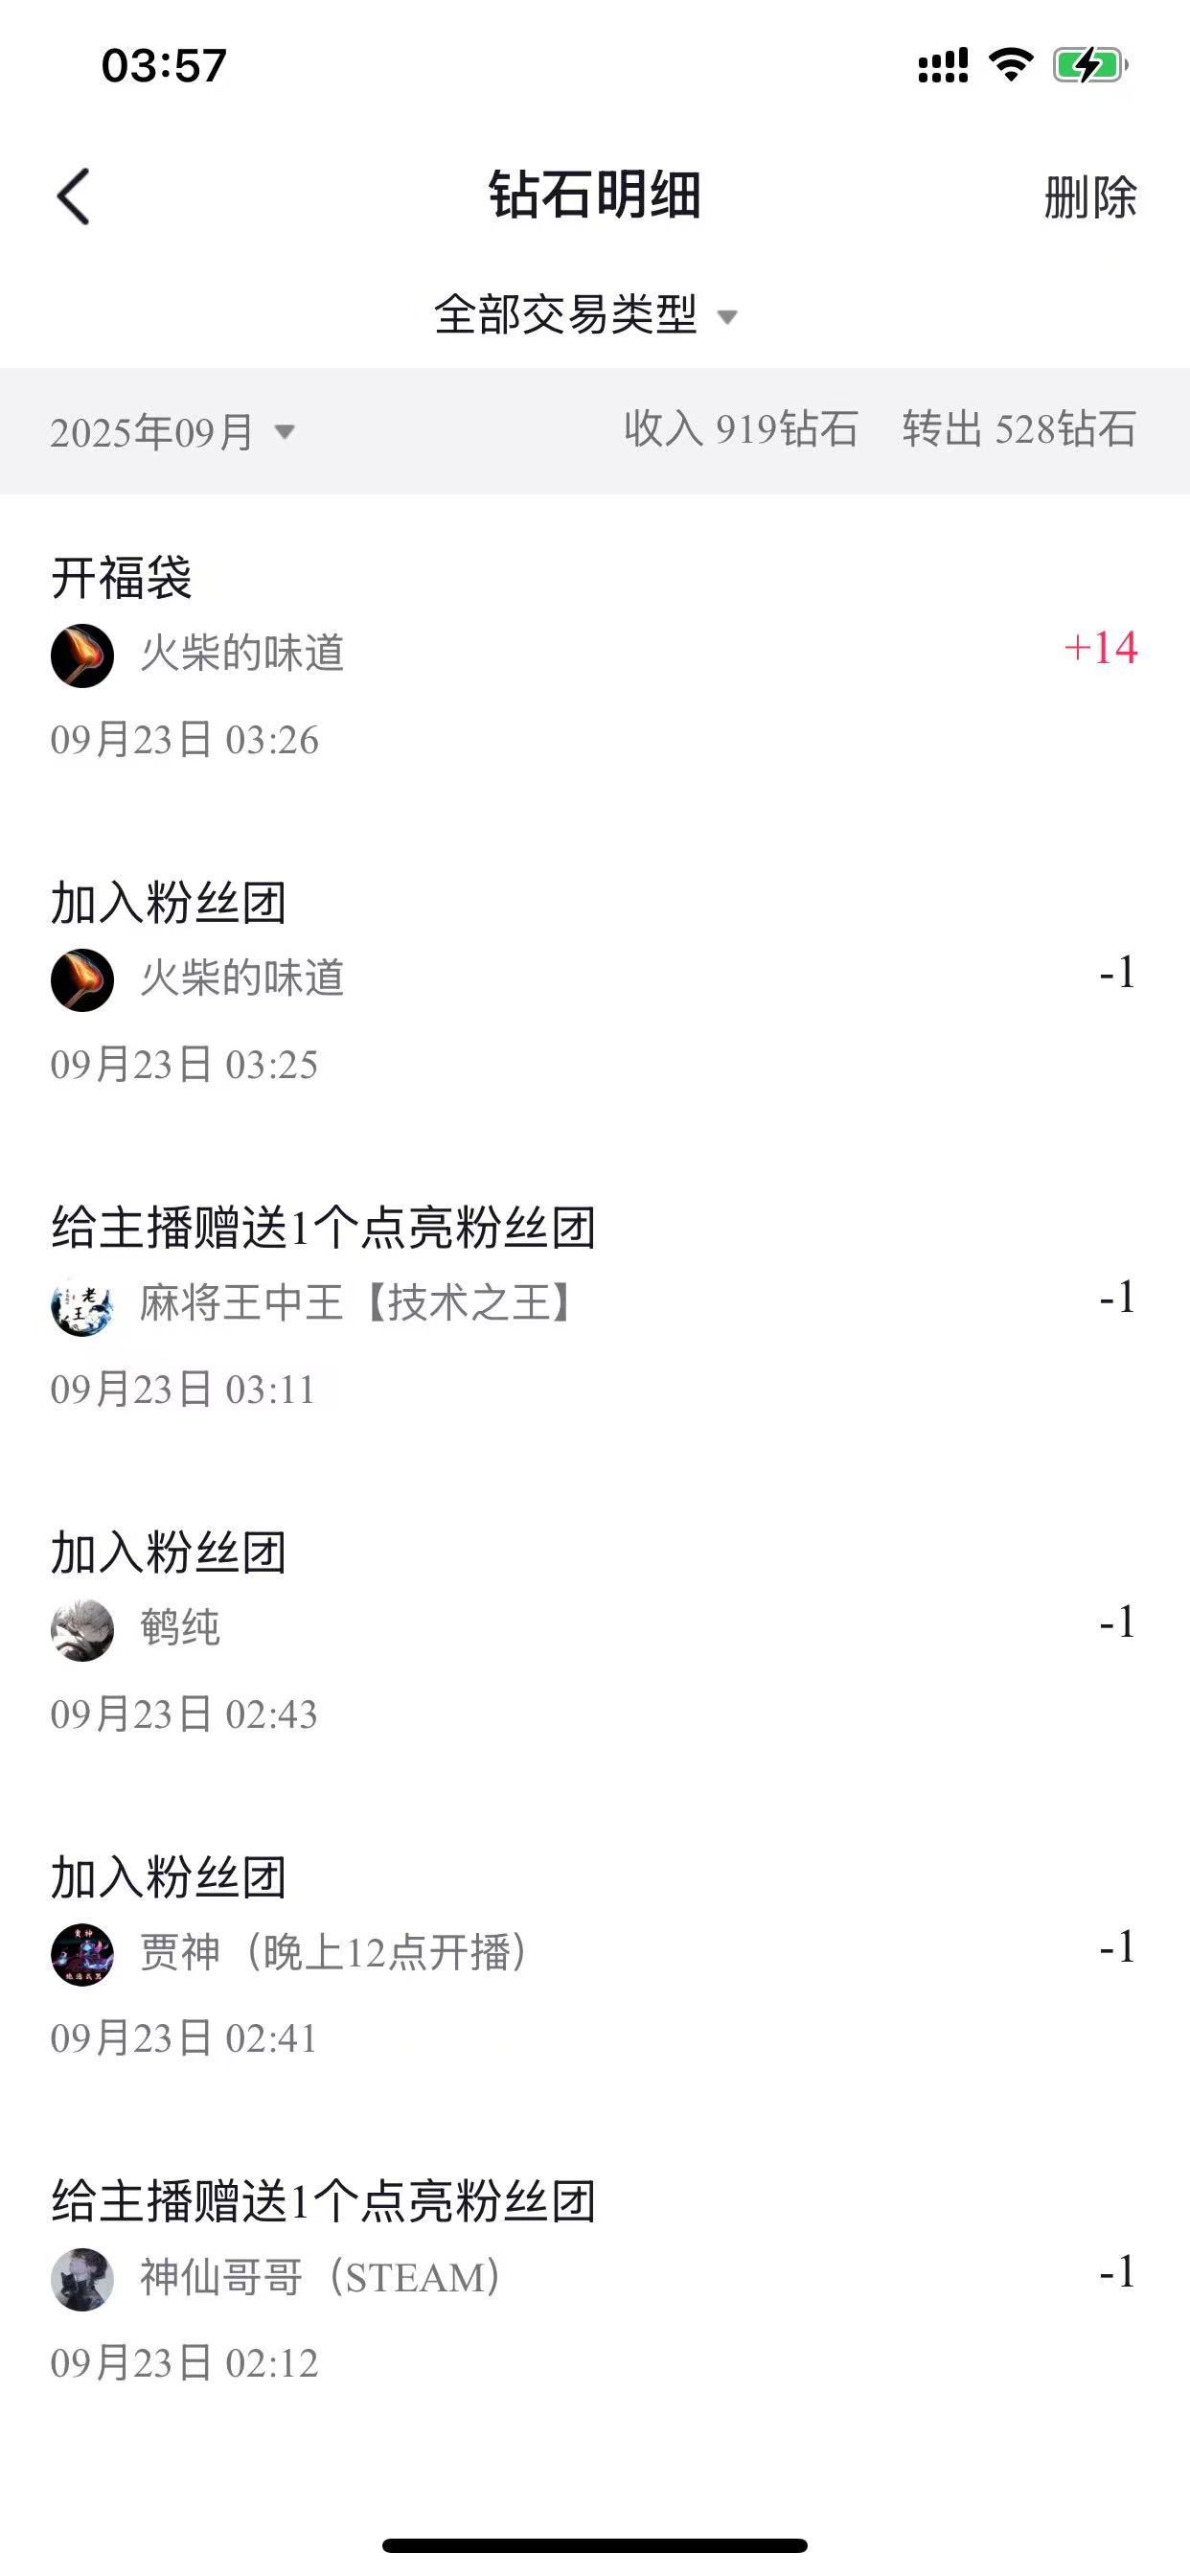 03:57
钻石明细
删除
全部交易类型
2025年09月 收入 919钻石 转出 528钻石
开福袋
火柴的味道
+14
09月23日 03:26
加入粉丝团
火柴的味道
-1
09月23日 03:25
给主播赠送1个点亮粉丝团
老王
麻将王中王【技术之王】
-1
09月23日 03:11
加入粉丝团
鹌纯
-1
09月23日 02:43
加入粉丝团
贾神（晚上12点开播）
-1
09月23日 02:41
给主播赠送1个点亮粉丝团
神仙哥哥（STEAM）
-1
09月23日 02:12